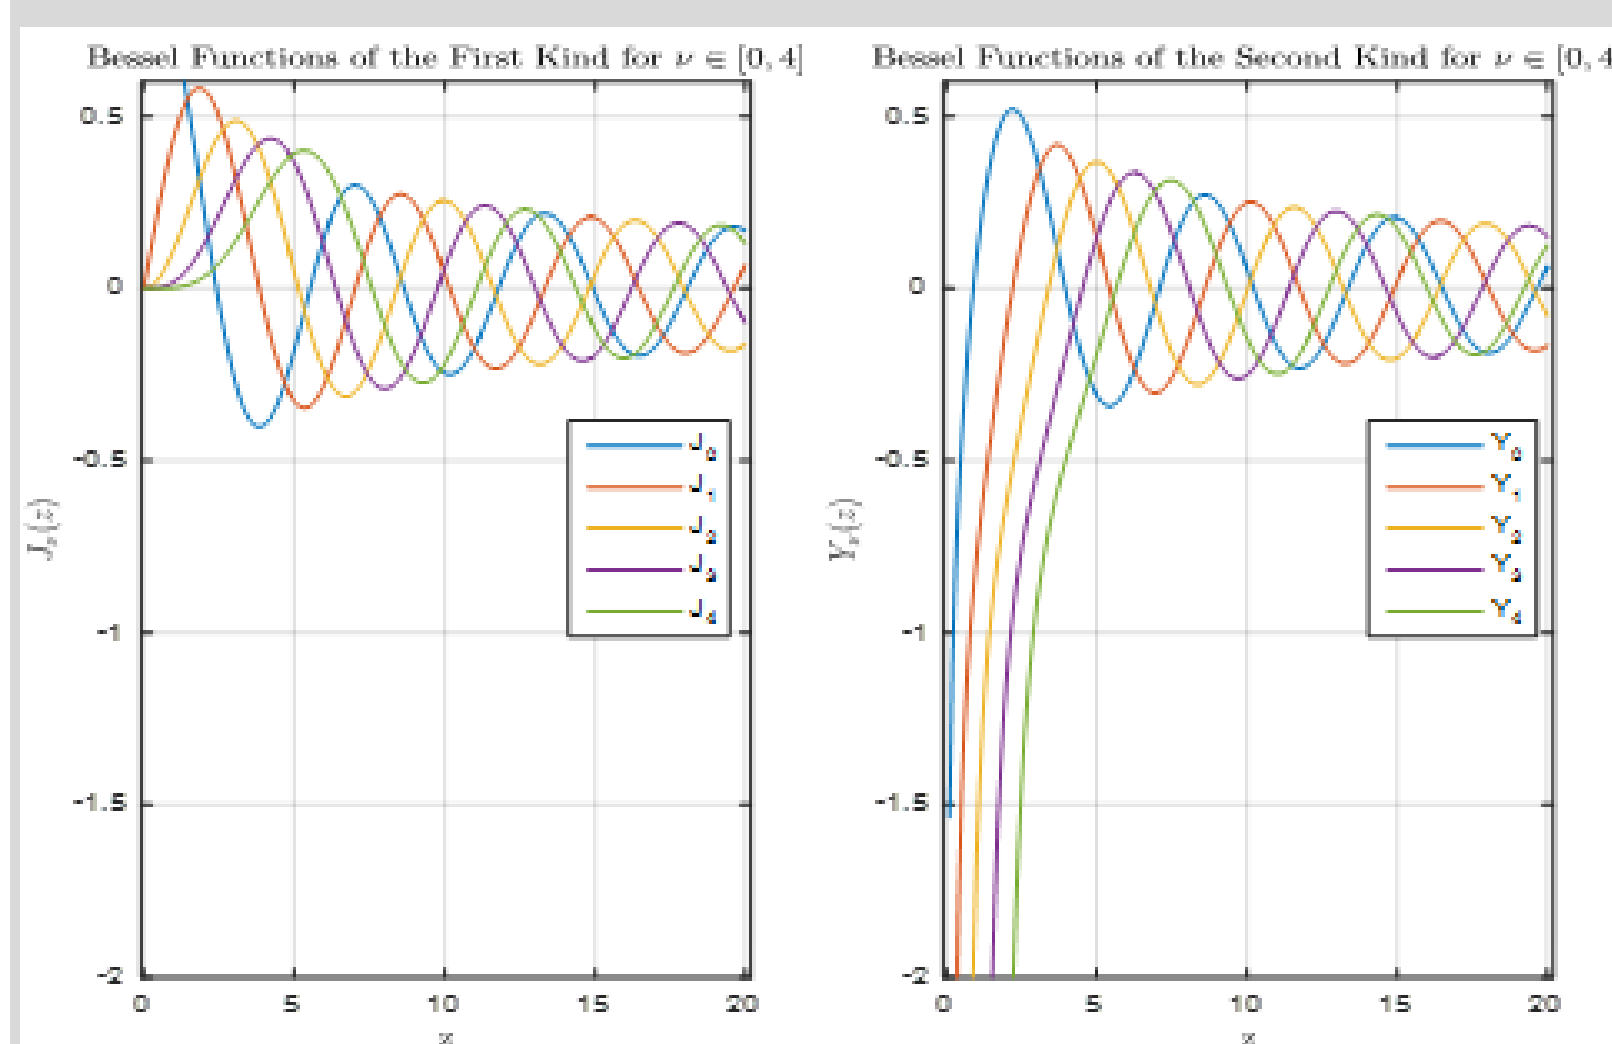 Bessel Functions of the First Kind for ν ∈ [0, 4]
0.5
0
-0.5
-1
-1.5
-2
0 5 10 15 20
z
J_ν(z)
J_0
J_1
J_2
J_3
J_4
Bessel Functions of the Second Kind for ν ∈ [0, 4
0.5
0
-0.5
-1
-1.5
-2
0 5 10 15 20
z
Y_ν(z)
Y_0
Y_1
Y_2
Y_3
Y_4